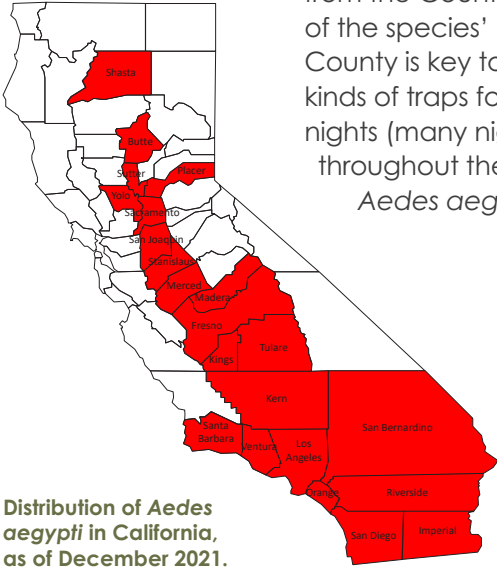 of the species'
County is key to
kinds of traps fo
nights (many nig
throughout the
Aedes aeg
Shasta
Butte
Sutter
Placer
Yolo
Sacramento
San Joaquin
Stanislaus
Merced
Madera
Fresno
Kings
Tulare
Kern
San Bernardino
Santa
Barbara
Ventura
Los
Angeles
Orange
Riverside
San Diego
Imperial
Distribution of Aedes
aegypti in California,
as of December 2021.